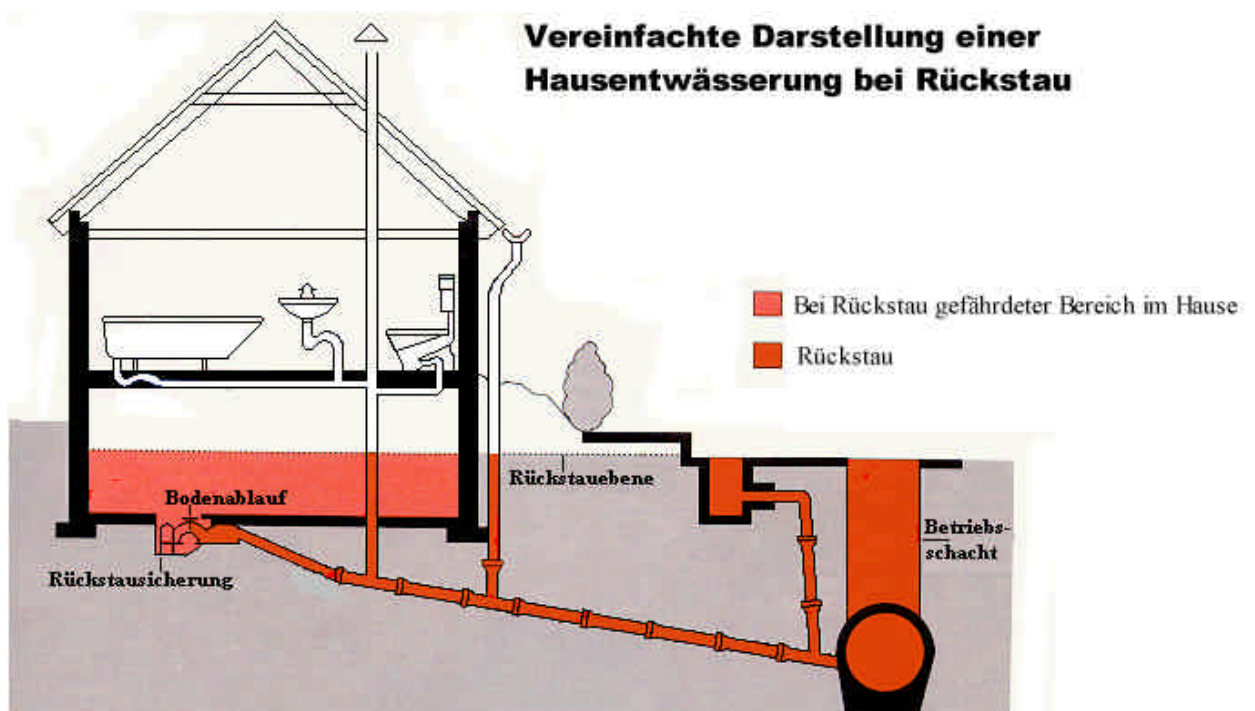 Vereinfachte Darstellung einer
Hausentwässerung bei Rückstau
Bei Rückstau gefährdeter Bereich im Hause
Rückstau
Rückstauebene
Bodenablauf
Betriebs-
schacht
Rückstausicherung